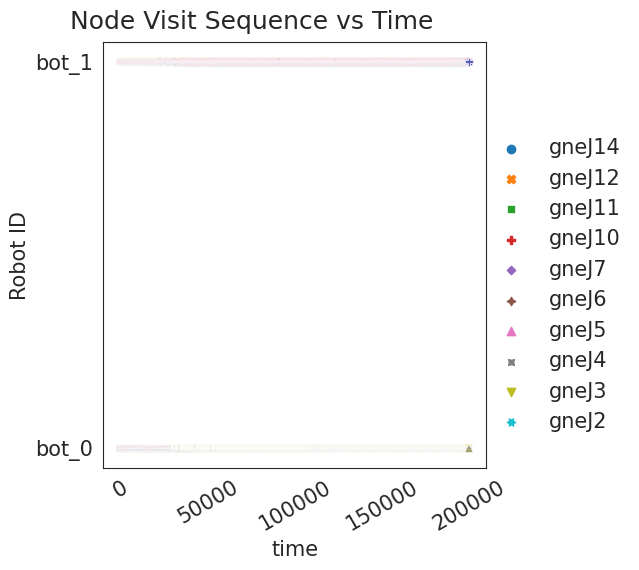 Node Visit Sequence vs Time
bot_1
bot_0
Robot ID
0
50000
100000
150000
200000
time
gneJ14
gneJ12
gneJ11
gneJ10
gneJ7
gneJ6
gneJ5
gneJ4
gneJ3
gneJ2